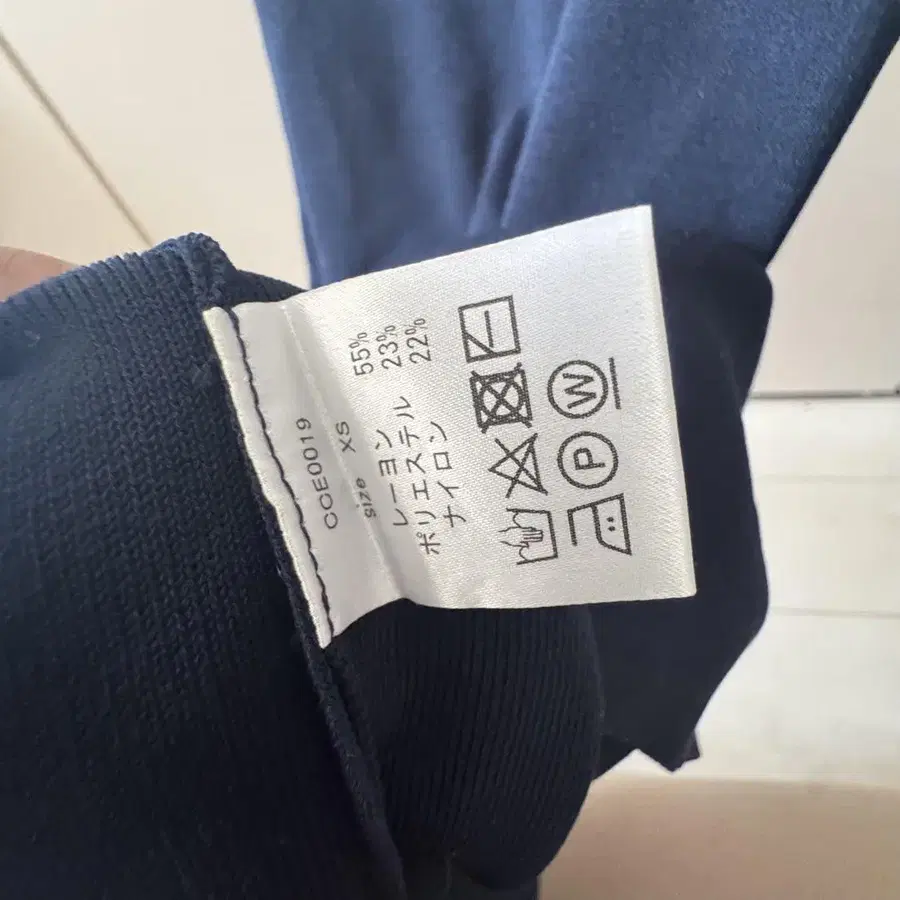 CCE0019
size XS
レーヨン 55%
ポリエステル 23%
ナイロン 22%
P W